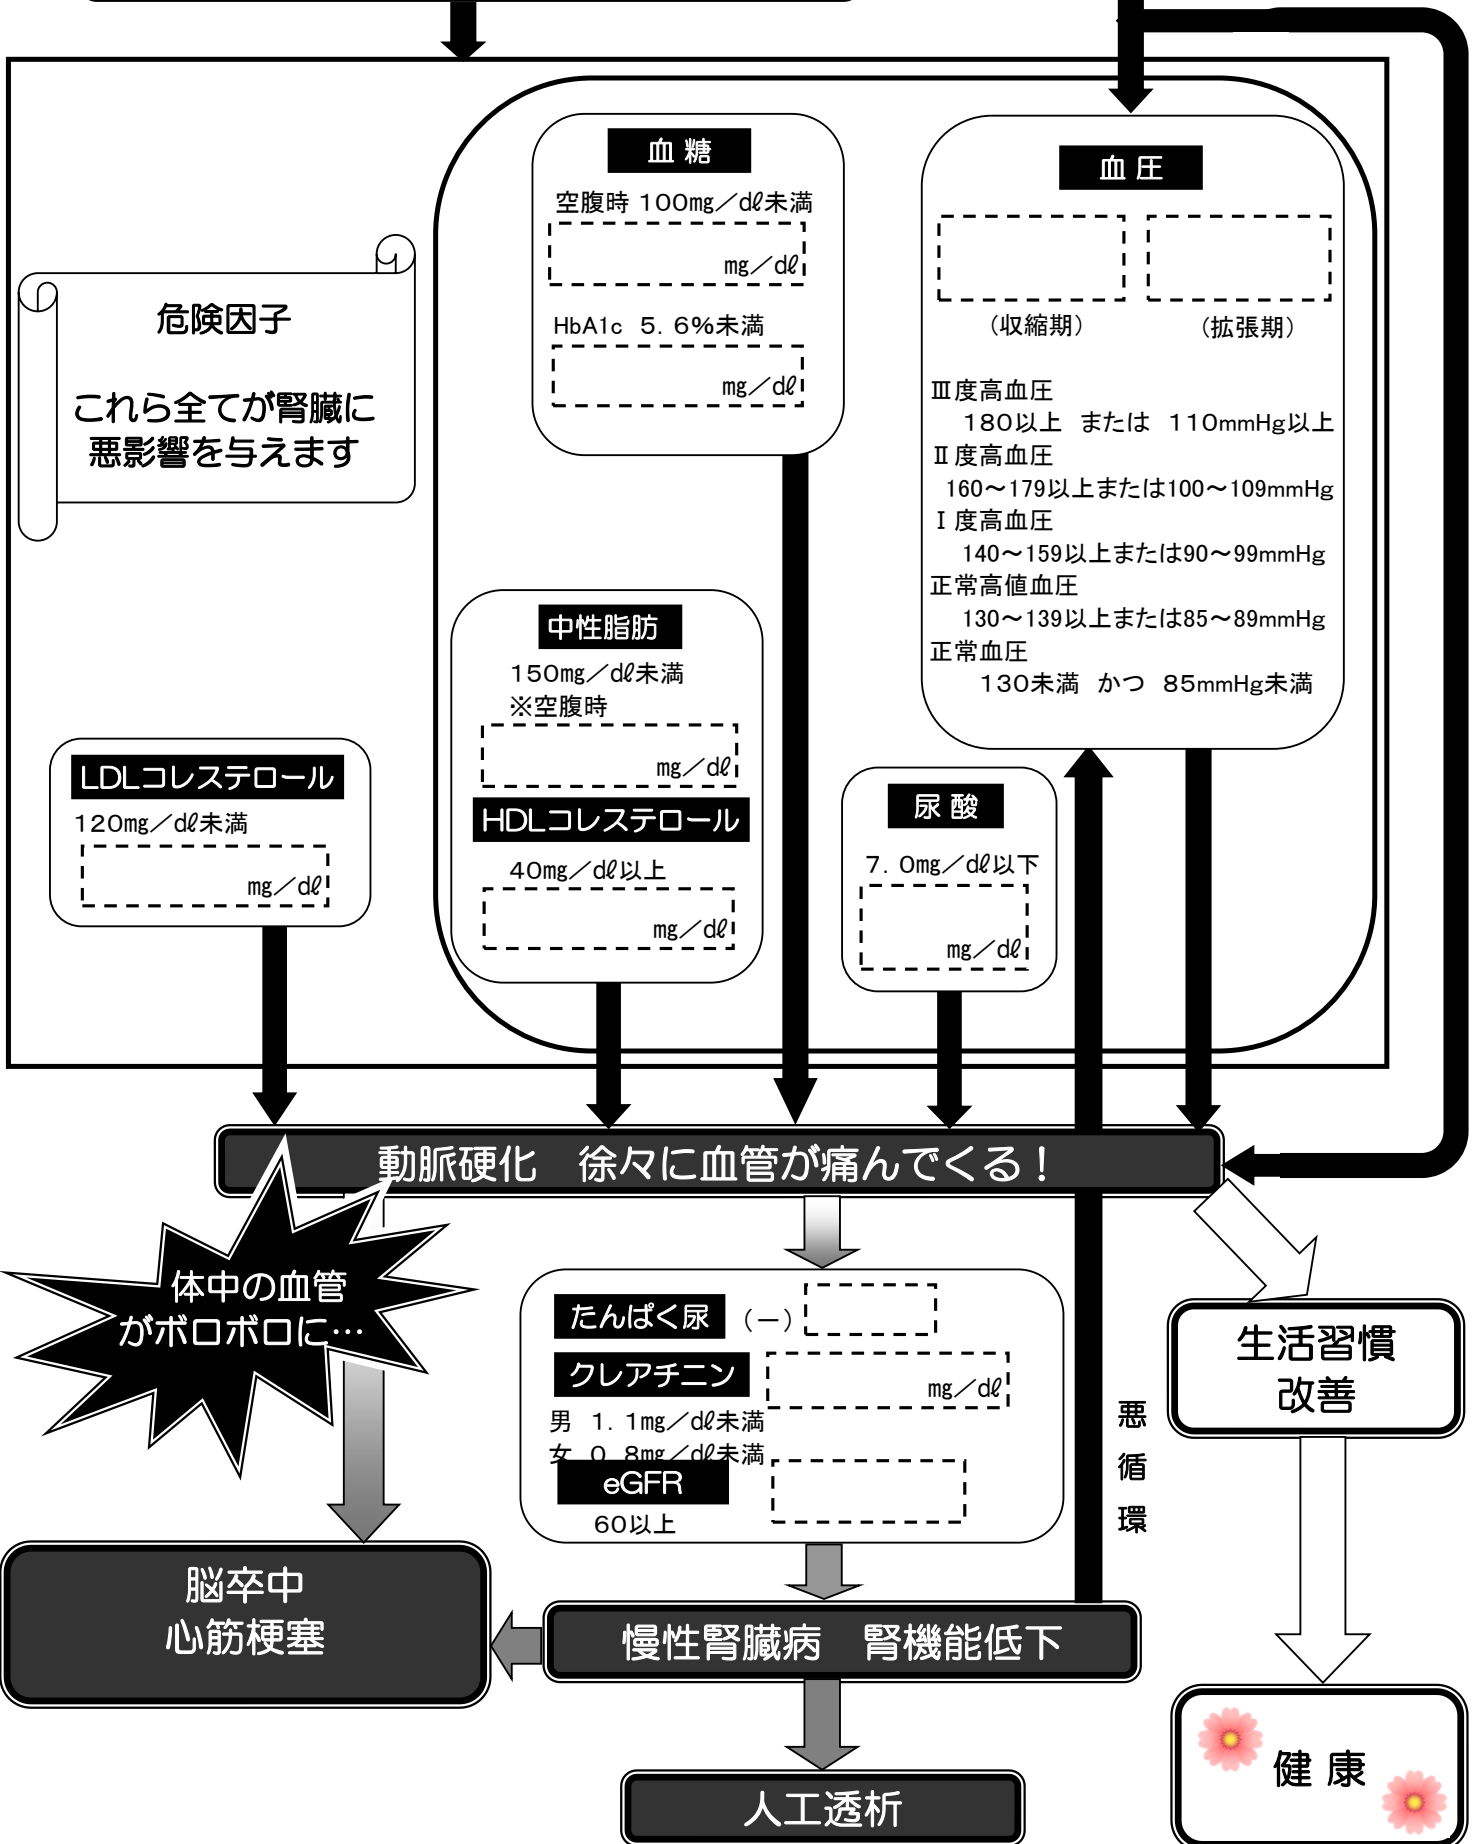 血 糖
空腹時 100㎎／㎗未満
㎎／㎗
HbA1c 5．6％未満
㎎／㎗
血 圧
（収縮期）
（拡張期）
Ⅲ度高血圧
180以上 または 110mmHg以上
Ⅱ度高血圧
160～179以上または100～109mmHg
Ⅰ度高血圧
140～159以上または90～99mmHg
正常高値血圧
130～139以上または85～89mmHg
正常血圧
130未満 かつ 85mmHg未満
危険因子
これら全てが腎臓に
悪影響を与えます
中性脂肪
150㎎／㎗未満
※空腹時
㎎／㎗
HDLコレステロール
40㎎／㎗以上
㎎／㎗
LDLコレステロール
120㎎／㎗未満
㎎／㎗
尿 酸
7．0㎎／㎗以下
㎎／㎗
動脈硬化 徐々に血管が痛んでくる！
体中の血管
がボロボロに…
たんぱく尿 （－）
クレアチニン
㎎／㎗
男 1．1㎎／㎗未満
女 0．8㎎／㎗未満
eGFR
60以上
悪
循
環
生活習慣
改善
脳卒中
心筋梗塞
慢性腎臓病 腎機能低下
人工透析
健 康